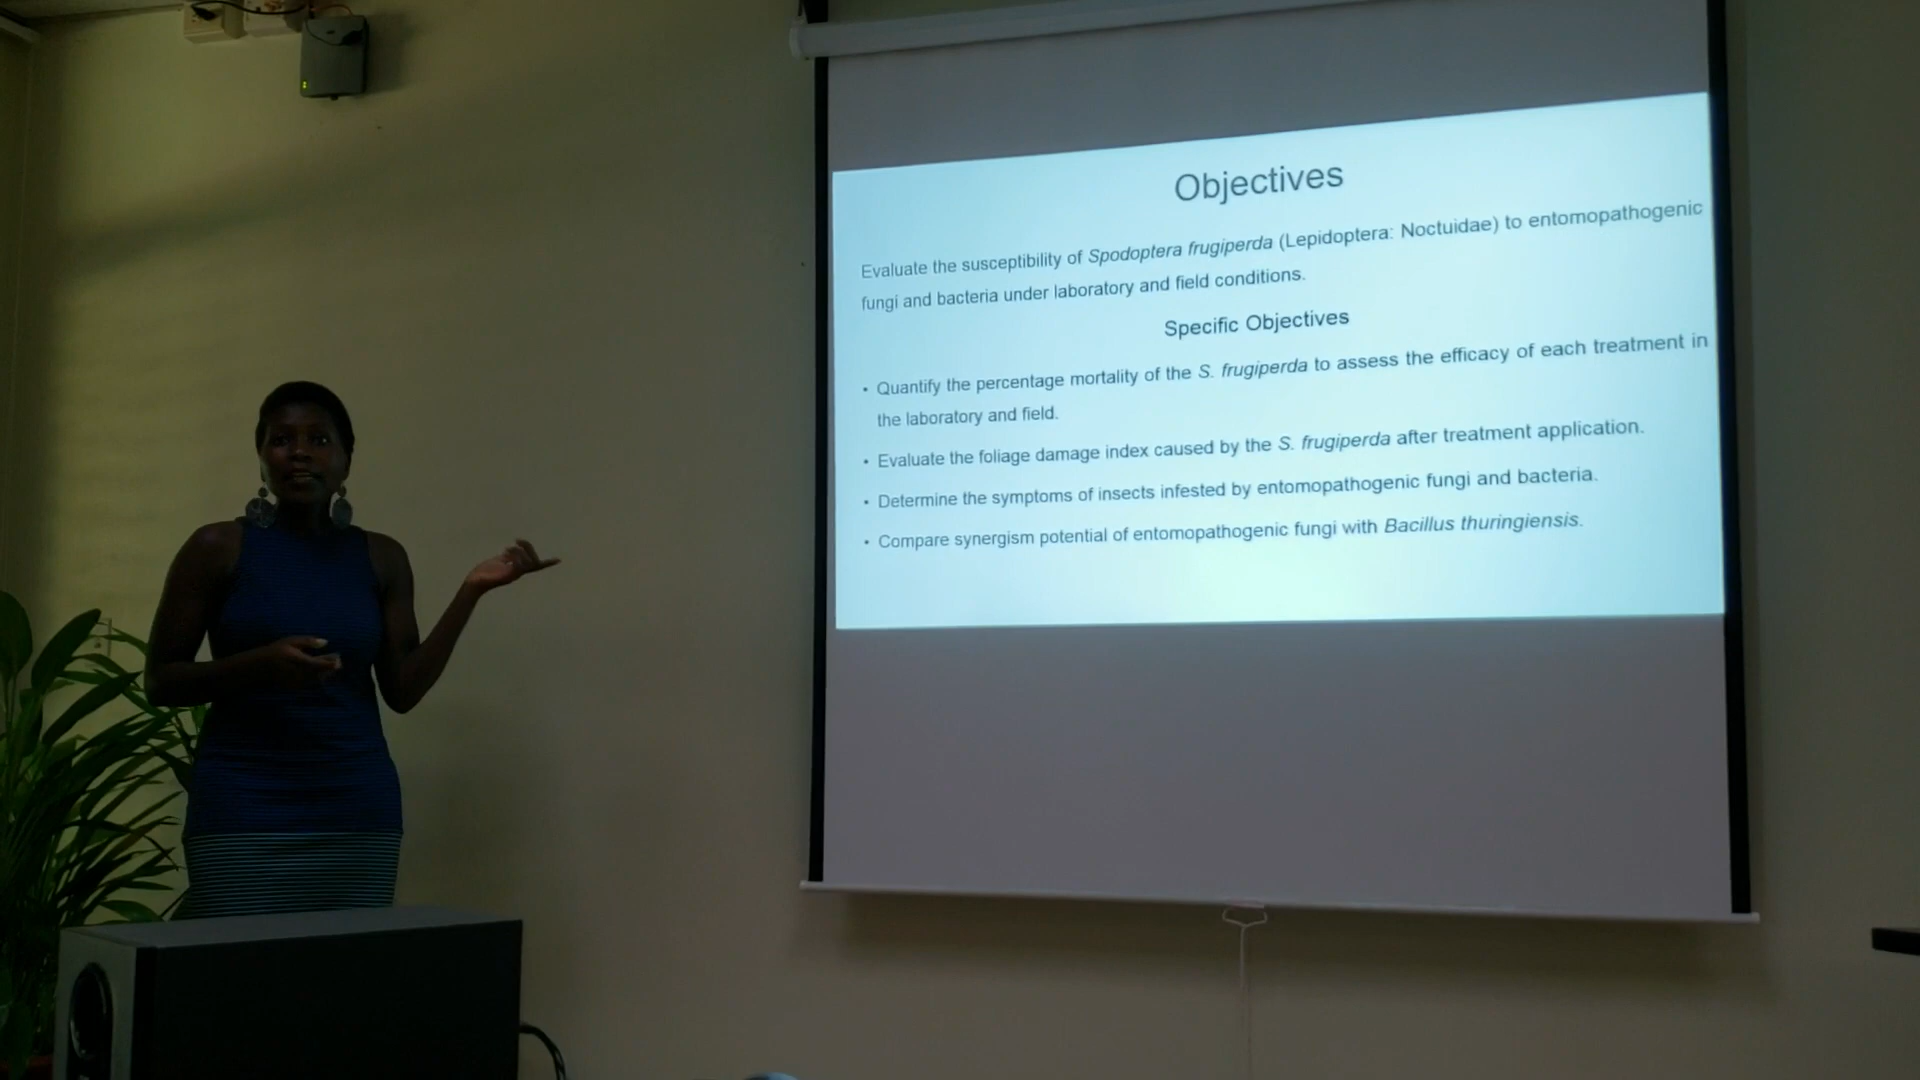 Objectives
Evaluate the susceptibility of Spodoptera frugiperda (Lepidoptera: Noctuidae) to entomopathogenic
fungi and bacteria under laboratory and field conditions.
Specific Objectives
• Quantify the percentage mortality of the S. frugiperda to assess the efficacy of each treatment in
the laboratory and field.
• Evaluate the foliage damage index caused by the S. frugiperda after treatment application.
• Determine the symptoms of insects infested by entomopathogenic fungi and bacteria.
• Compare synergism potential of entomopathogenic fungi with Bacillus thuringiensis.